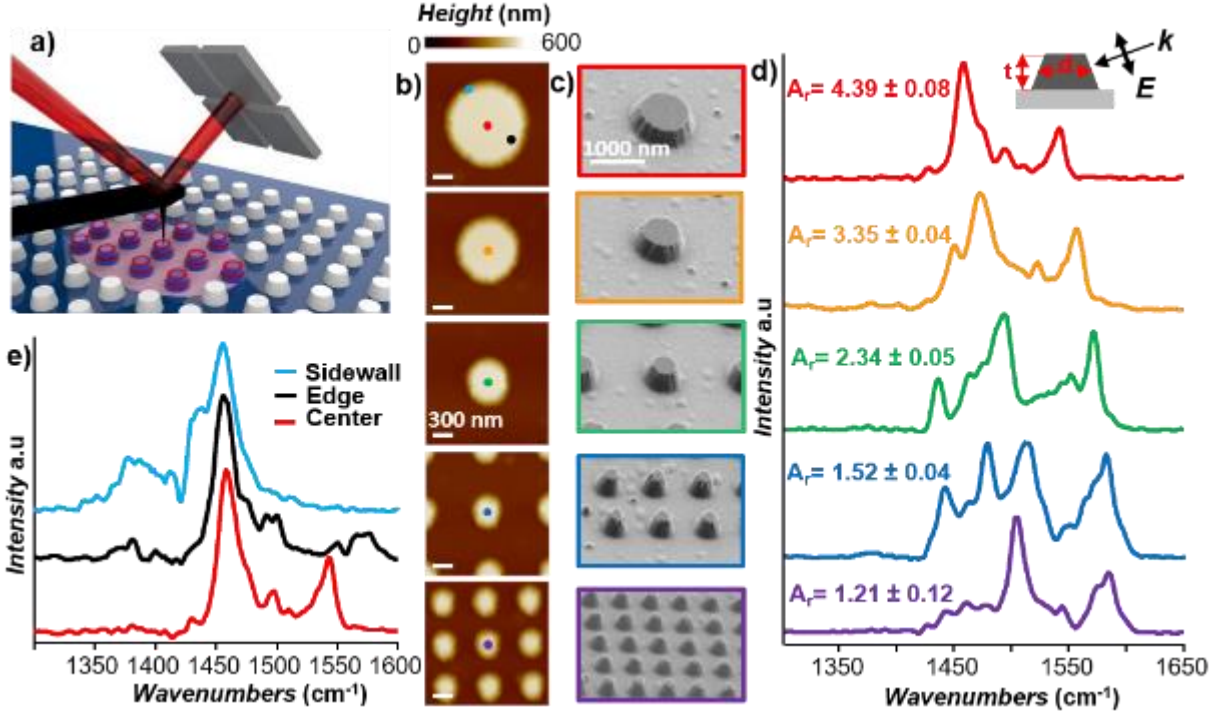 a)
Height (nm)
0 600
b)
300 nm
c)
1000 nm
d)
t d k
E
Aᵣ= 4.39 ± 0.08
Aᵣ= 3.35 ± 0.04
Aᵣ= 2.34 ± 0.05
Aᵣ= 1.52 ± 0.04
Aᵣ= 1.21 ± 0.12
Intensity a.u
1350 1450 1550 1650
Wavenumbers (cm⁻¹)
e)
Sidewall
Edge
Center
Intensity a.u
1350 1400 1450 1500 1550 1600
Wavenumbers (cm⁻¹)